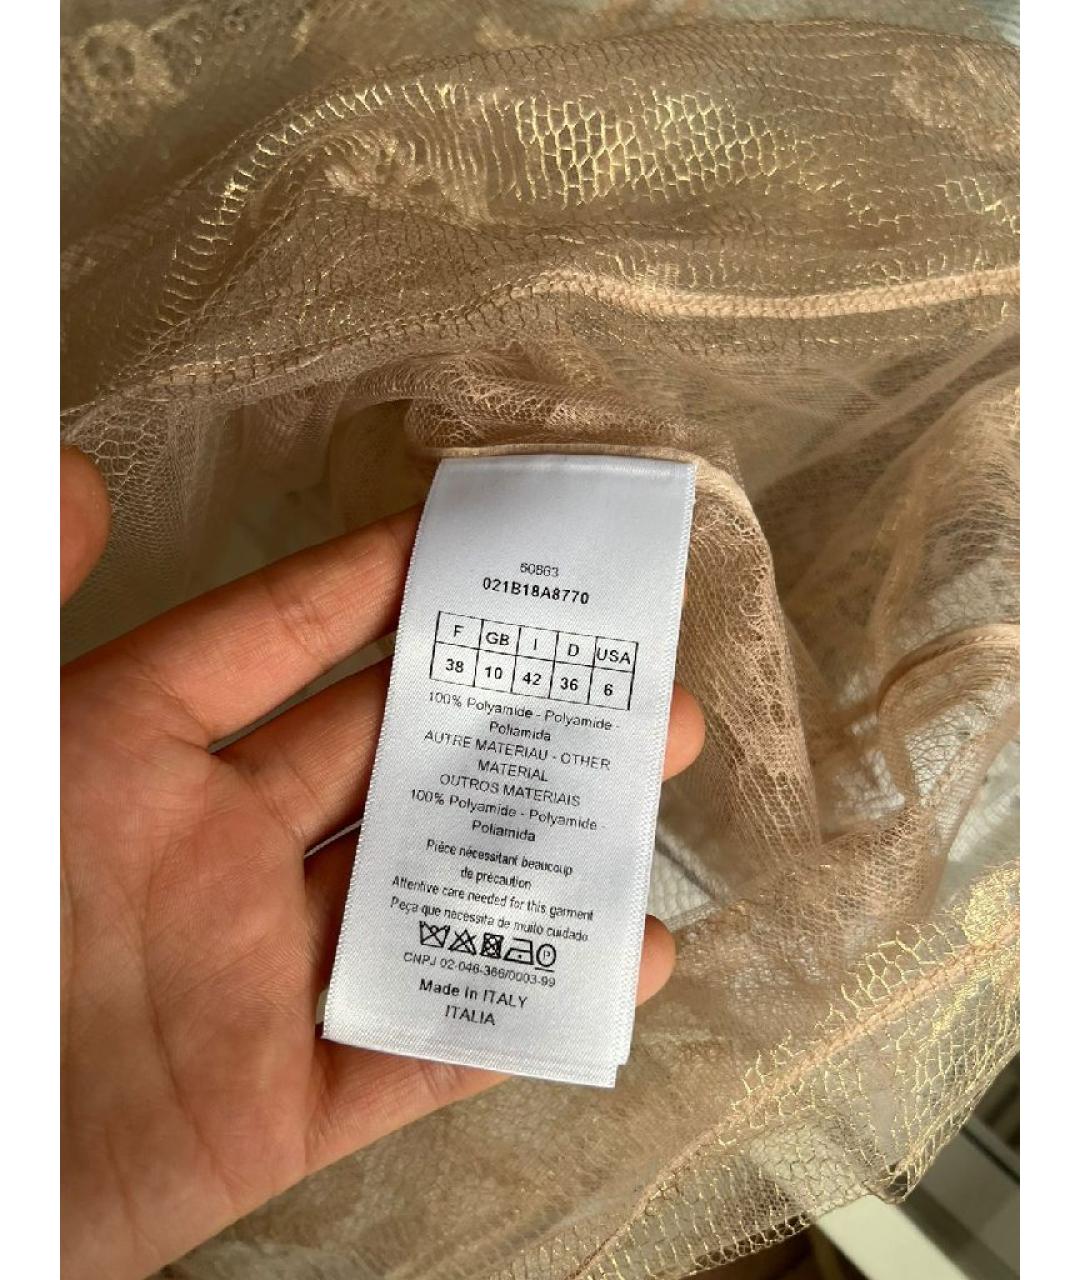 60863
021B18A8770
F GB I D USA
38 10 42 36 6
100% Polyamide - Polyamide -
Poliamida
AUTRE MATERIAU - OTHER
MATERIAL
OUTROS MATERIAIS
100% Polyamide - Polyamide -
Poliamida
Pièce nécessitant beaucoup
de précaution
Attentive care needed for this garment
Peça que necessita de muito cuidado
P
CNPJ 02-046-366/0003-99
Made in ITALY
ITALIA